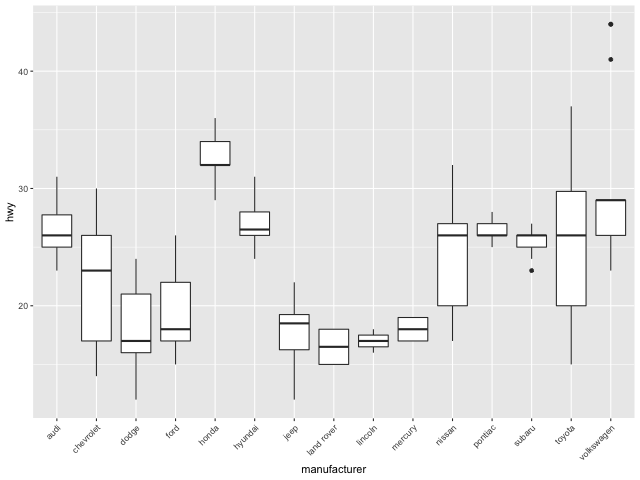 hwy
40
30
20
audi
chevrolet
dodge
ford
honda
hyundai
jeep
land rover
lincoln
mercury
nissan
pontiac
subaru
toyota
volkswagen
manufacturer